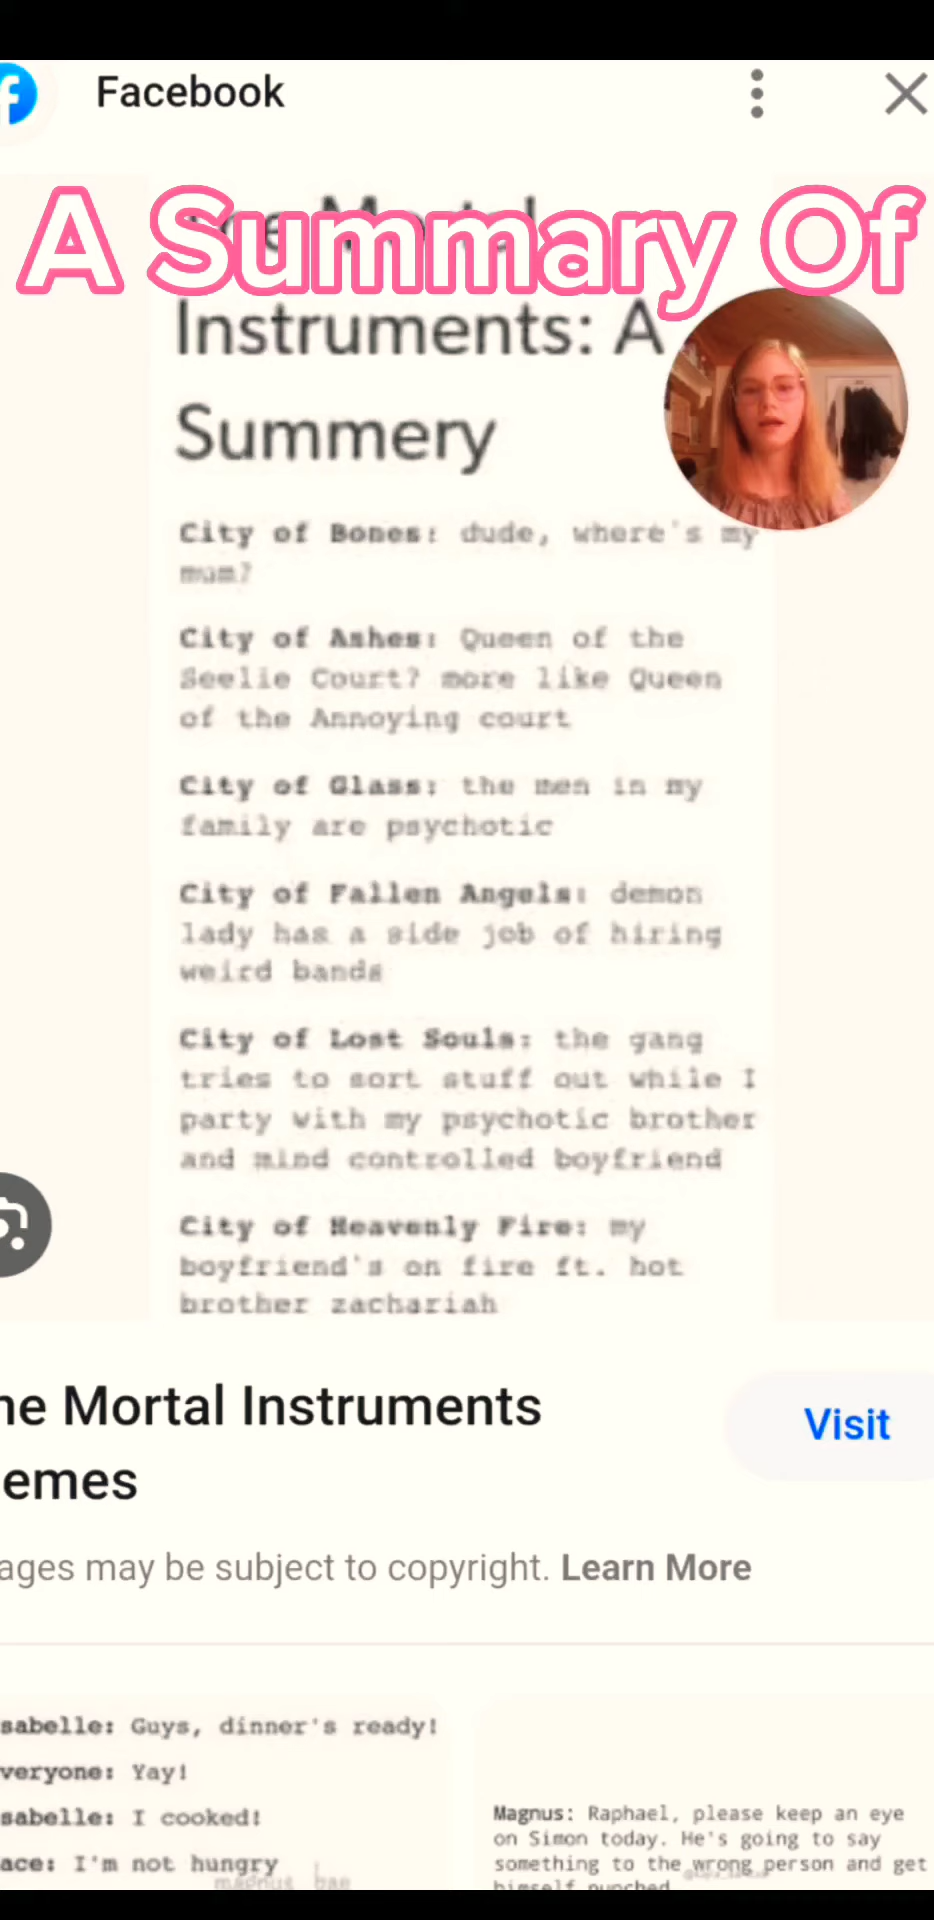 Facebook
A Summary Of
The Mortal
Instruments: A
Summery
City of Bones: dude, where's my
mum?
City of Ashes: Queen of the
Seelie Court? more like Queen
of the Annoying court
City of Glass: the men in my
family are psychotic
City of Fallen Angels: demon
lady has a side job of hiring
weird bands
City of Lost Souls: the gang
tries to sort stuff out while I
party with my psychotic brother
and mind controlled boyfriend
City of Heavenly Fire: my
boyfriend's on fire ft. hot
brother zachariah
he Mortal Instruments
emes
Visit
ages may be subject to copyright. Learn More
sabelle: Guys, dinner's ready!
veryone: Yay!
sabelle: I cooked!
ace: I'm not hungry
magnus_bae
Magnus: Raphael, please keep an eye
on Simon today. He's going to say
something to the wrong person and get
himself punched